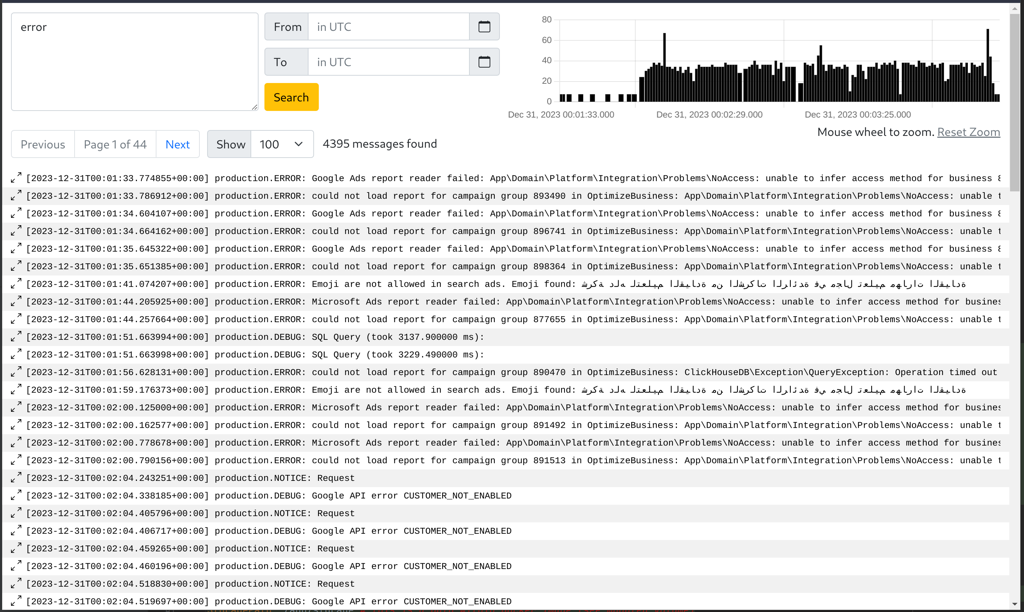 error
From in UTC
To in UTC
Search
80
60
40
20
0
Dec 31, 2023 00:01:33.000 Dec 31, 2023 00:02:29.000 Dec 31, 2023 00:03:25.000
Mouse wheel to zoom. Reset Zoom
Previous Page 1 of 44 Next Show 100 4395 messages found
[2023-12-31T00:01:33.774855+00:00] production.ERROR: Google Ads report reader failed: App\Domain\Platform\Integration\Problems\NoAccess: unable to infer access method for business
[2023-12-31T00:01:33.786912+00:00] production.ERROR: could not load report for campaign group 893490 in OptimizeBusiness: App\Domain\Platform\Integration\Problems\NoAccess: unable
[2023-12-31T00:01:34.604107+00:00] production.ERROR: Google Ads report reader failed: App\Domain\Platform\Integration\Problems\NoAccess: unable to infer access method for business
[2023-12-31T00:01:34.664162+00:00] production.ERROR: could not load report for campaign group 896741 in OptimizeBusiness: App\Domain\Platform\Integration\Problems\NoAccess: unable
[2023-12-31T00:01:35.645322+00:00] production.ERROR: Google Ads report reader failed: App\Domain\Platform\Integration\Problems\NoAccess: unable to infer access method for business
[2023-12-31T00:01:35.651385+00:00] production.ERROR: could not load report for campaign group 898364 in OptimizeBusiness: App\Domain\Platform\Integration\Problems\NoAccess: unable
[2023-12-31T00:01:41.074207+00:00] production.ERROR: Emoji are not allowed in search ads. Emoji found: شركة دله لتعليم القيادة من الشركات الرائدة في مجال تعليم مهارات القيادة
[2023-12-31T00:01:44.205925+00:00] production.ERROR: Microsoft Ads report reader failed: App\Domain\Platform\Integration\Problems\NoAccess: unable to infer access method for busines
[2023-12-31T00:01:44.257664+00:00] production.ERROR: could not load report for campaign group 877655 in OptimizeBusiness: App\Domain\Platform\Integration\Problems\NoAccess: unable
[2023-12-31T00:01:51.663994+00:00] production.DEBUG: SQL Query (took 3137.900000 ms):
[2023-12-31T00:01:51.663998+00:00] production.DEBUG: SQL Query (took 3229.490000 ms):
[2023-12-31T00:01:56.628131+00:00] production.ERROR: could not load report for campaign group 890470 in OptimizeBusiness: ClickHouseDB\Exception\QueryException: Operation timed out
[2023-12-31T00:01:59.176373+00:00] production.ERROR: Emoji are not allowed in search ads. Emoji found: شركة دله لتعليم القيادة من الشركات الرائدة في مجال تعليم مهارات القيادة
[2023-12-31T00:02:00.125000+00:00] production.ERROR: Microsoft Ads report reader failed: App\Domain\Platform\Integration\Problems\NoAccess: unable to infer access method for busines
[2023-12-31T00:02:00.162577+00:00] production.ERROR: could not load report for campaign group 891492 in OptimizeBusiness: App\Domain\Platform\Integration\Problems\NoAccess: unable
[2023-12-31T00:02:00.778678+00:00] production.ERROR: Microsoft Ads report reader failed: App\Domain\Platform\Integration\Problems\NoAccess: unable to infer access method for busines
[2023-12-31T00:02:00.790156+00:00] production.ERROR: could not load report for campaign group 891513 in OptimizeBusiness: App\Domain\Platform\Integration\Problems\NoAccess: unable
[2023-12-31T00:02:04.243251+00:00] production.NOTICE: Request
[2023-12-31T00:02:04.338185+00:00] production.DEBUG: Google API error CUSTOMER_NOT_ENABLED
[2023-12-31T00:02:04.405796+00:00] production.NOTICE: Request
[2023-12-31T00:02:04.406717+00:00] production.DEBUG: Google API error CUSTOMER_NOT_ENABLED
[2023-12-31T00:02:04.459265+00:00] production.NOTICE: Request
[2023-12-31T00:02:04.460196+00:00] production.DEBUG: Google API error CUSTOMER_NOT_ENABLED
[2023-12-31T00:02:04.518830+00:00] production.NOTICE: Request
[2023-12-31T00:02:04.519697+00:00] production.DEBUG: Google API error CUSTOMER_NOT_ENABLED